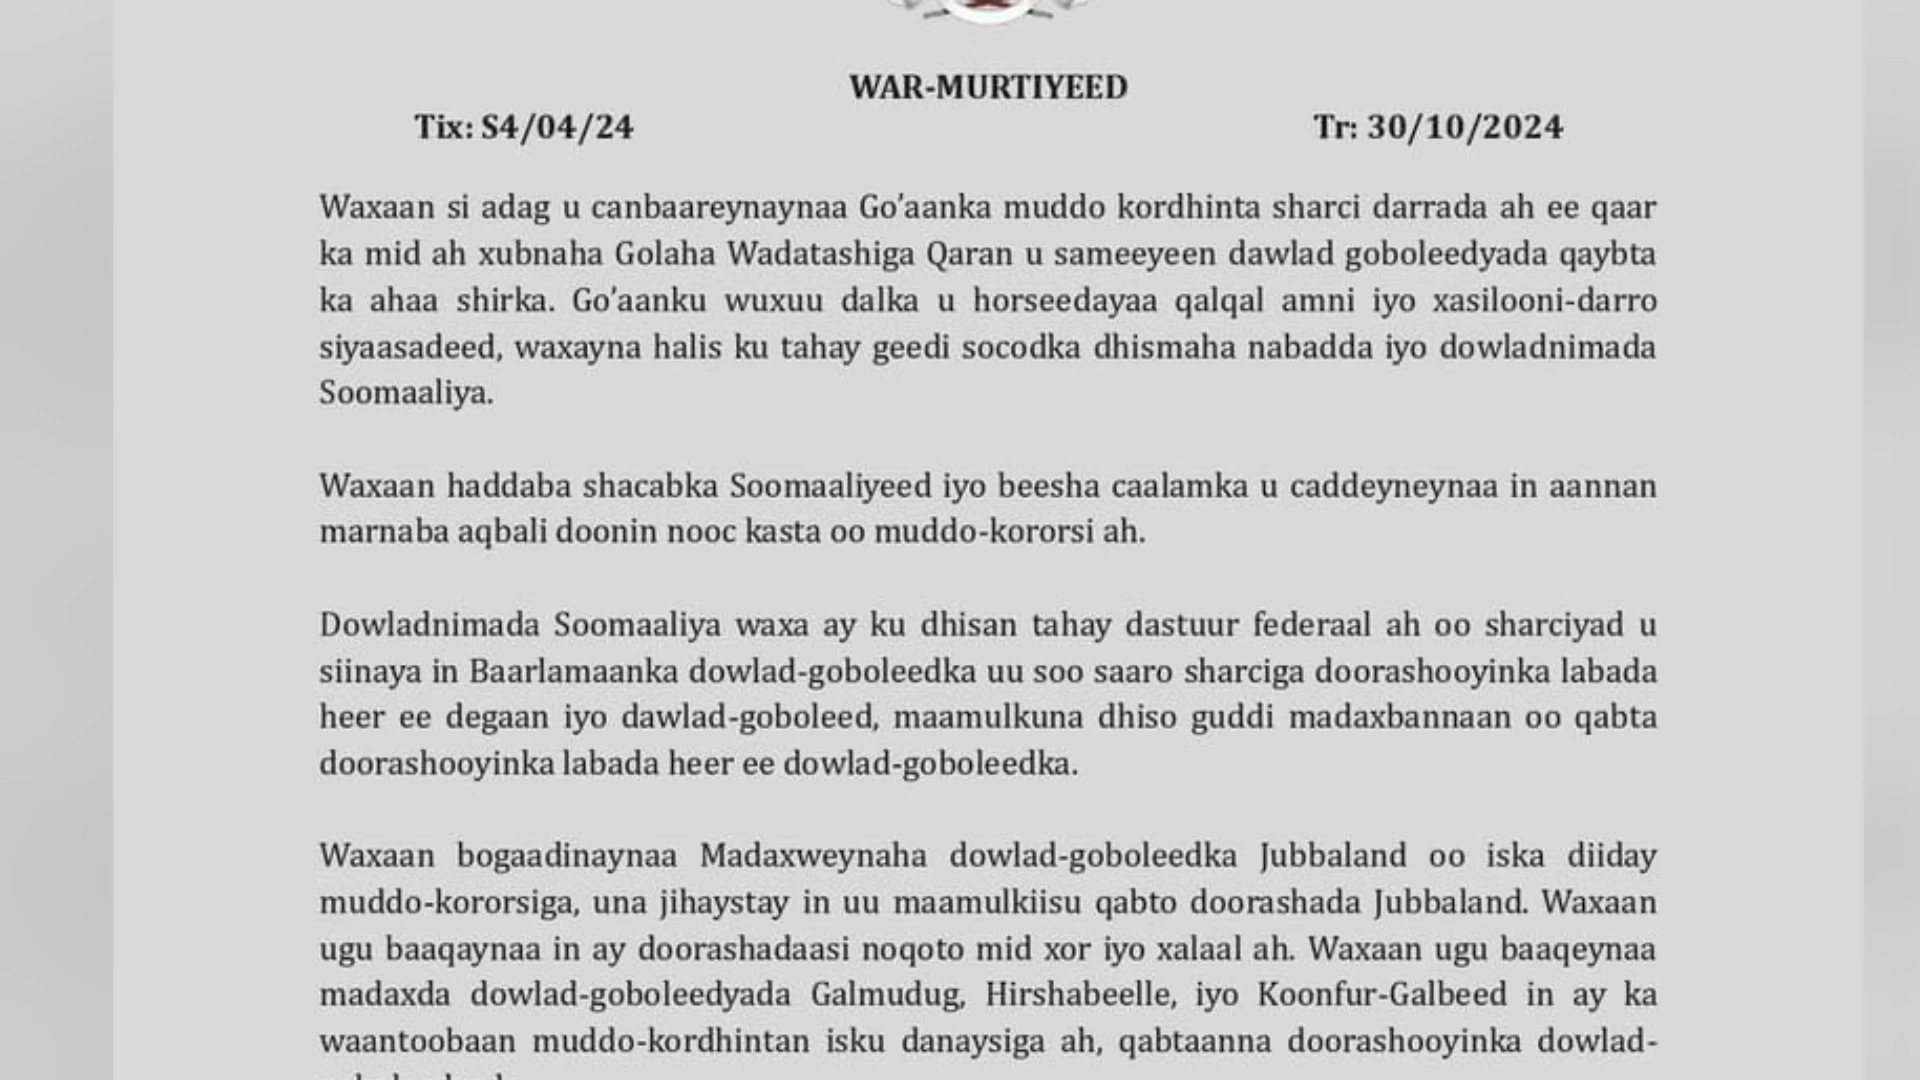 WAR-MURTIYEED
Tix: S4/04/24 Tr: 30/10/2024
Waxaan si adag u canbaareynaynaa Go’aanka muddo kordhinta sharci darrada ah ee qaar
ka mid ah xubnaha Golaha Wadatashiga Qaran u sameeyeen dawlad goboleedyada qaybta
ka ahaa shirka. Go’aanku wuxuu dalka u horseedayaa qalqal amni iyo xasilooni-darro
siyaasadeed, waxayna halis ku tahay geedi socodka dhismaha nabadda iyo dowladnimada
Soomaaliya.
Waxaan haddaba shacabka Soomaaliyeed iyo beesha caalamka u caddeyneynaa in aannan
marnaba aqbali doonin nooc kasta oo muddo-kororsi ah.
Dowladnimada Soomaaliya waxa ay ku dhisan tahay dastuur federaal ah oo sharciyad u
siinaya in Baarlamaanka dowlad-goboleedka uu soo saaro sharciga doorashooyinka labada
heer ee degaan iyo dawlad-goboleed, maamulkuna dhiso guddi madaxbannaan oo qabta
doorashooyinka labada heer ee dowlad-goboleedka.
Waxaan bogaadinaynaa Madaxweynaha dowlad-goboleedka Jubbaland oo iska diiday
muddo-kororsiga, una jihaystay in uu maamulkiisu qabto doorashada Jubbaland. Waxaan
ugu baaqaynaa in ay doorashadaasi noqoto mid xor iyo xalaal ah. Waxaan ugu baaqeynaa
madaxda dowlad-goboleedyada Galmudug, Hirshabeelle, iyo Koonfur-Galbeed in ay ka
waantoobaan muddo-kordhintan isku danaysiga ah, qabtaanna doorashooyinka dowlad-